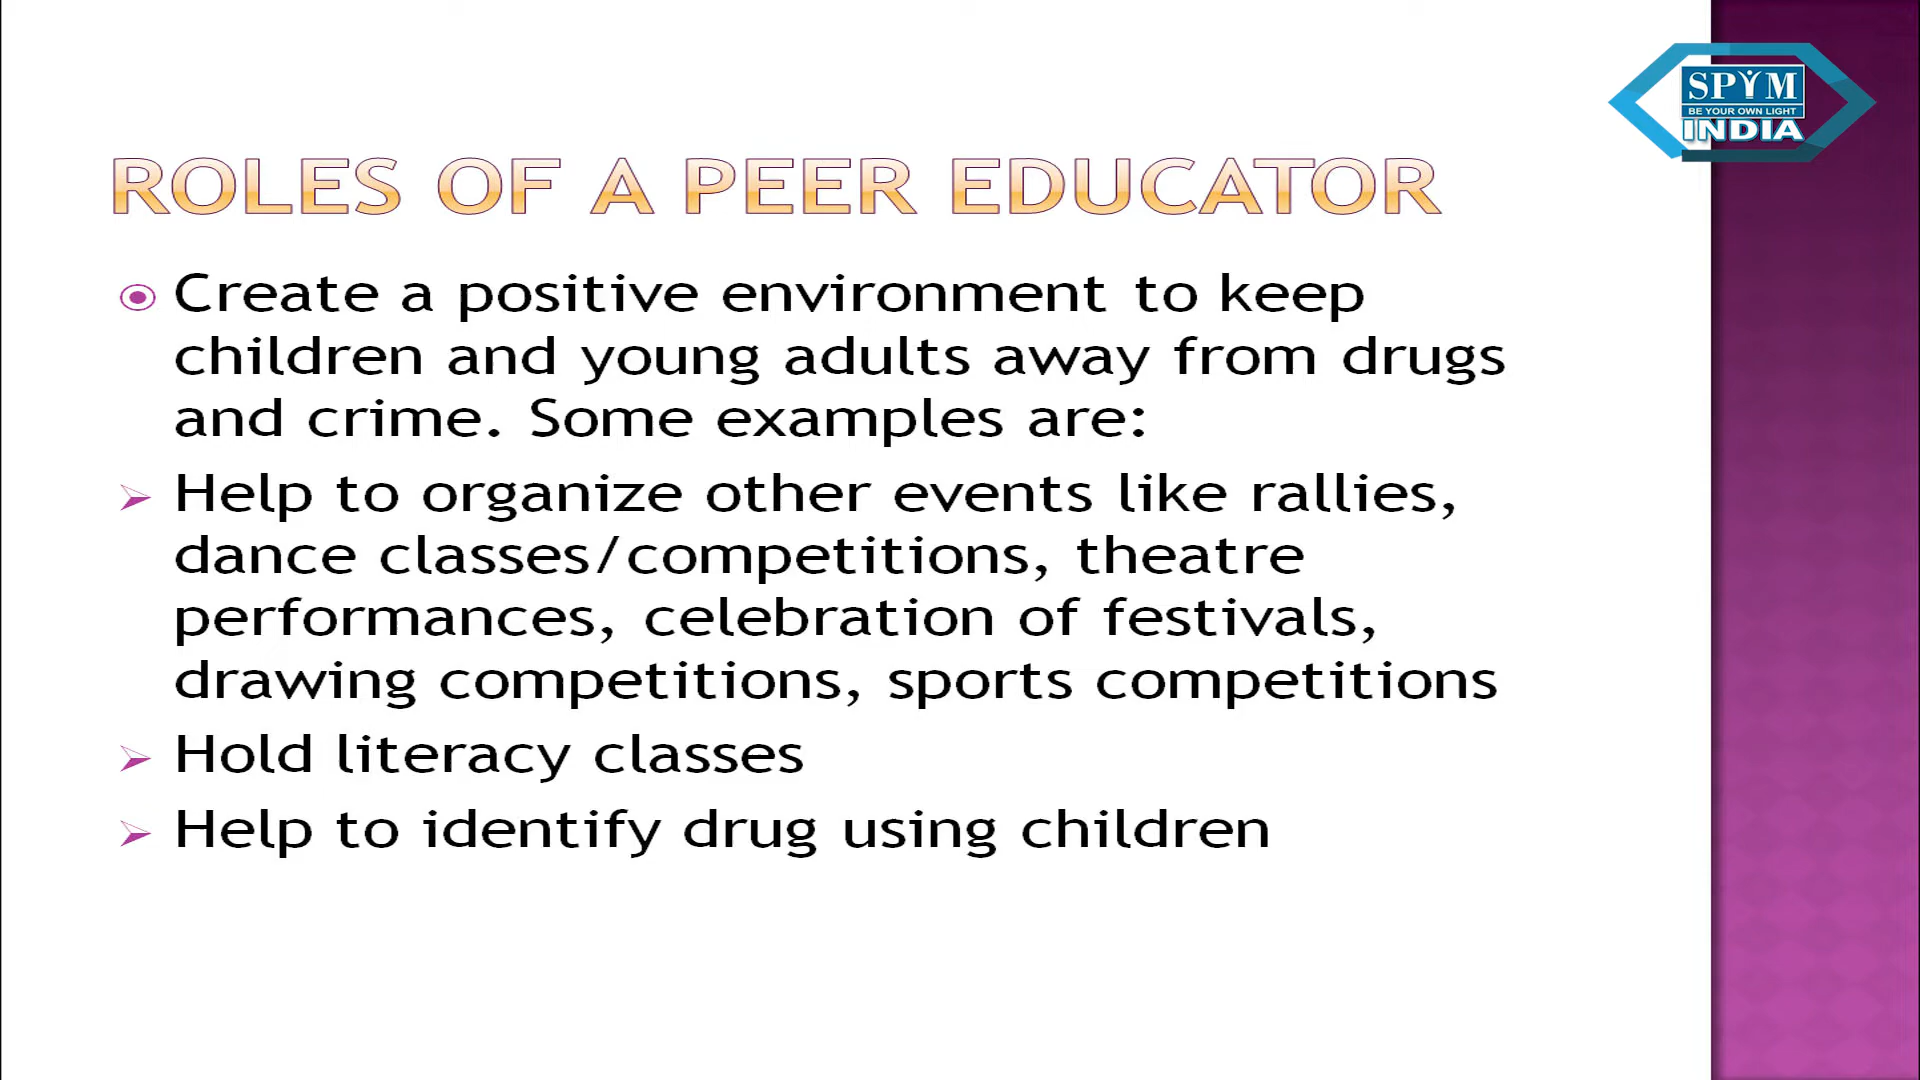 SPYM
BE YOUR OWN LIGHT
INDIA
ROLES OF A PEER EDUCATOR
Create a positive environment to keep
children and young adults away from drugs
and crime. Some examples are:
Help to organize other events like rallies,
dance classes/competitions, theatre
performances, celebration of festivals,
drawing competitions, sports competitions
Hold literacy classes
Help to identify drug using children